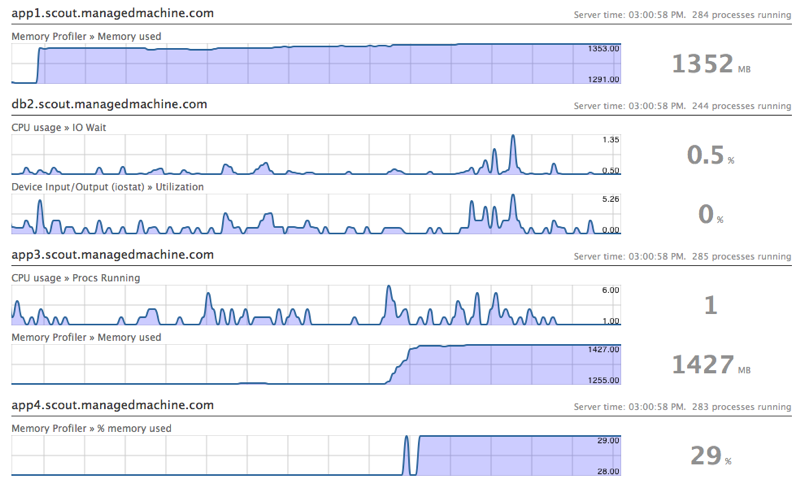 app1.scout.managedmachine.com Server time: 03:00:58 PM. 284 processes running
Memory Profiler » Memory used
1353.00
1352 MB
1291.00
db2.scout.managedmachine.com Server time: 03:00:58 PM. 244 processes running
CPU usage » IO Wait
1.35
0.5 %
0.50
Device Input/Output (iostat) » Utilization
5.26
0 %
0.00
app3.scout.managedmachine.com Server time: 03:00:58 PM. 285 processes running
CPU usage » Procs Running
6.00
1
1.00
Memory Profiler » Memory used
1427.00
1427 MB
1255.00
app4.scout.managedmachine.com Server time: 03:00:58 PM. 283 processes running
Memory Profiler » % memory used
29.00
29 %
28.00